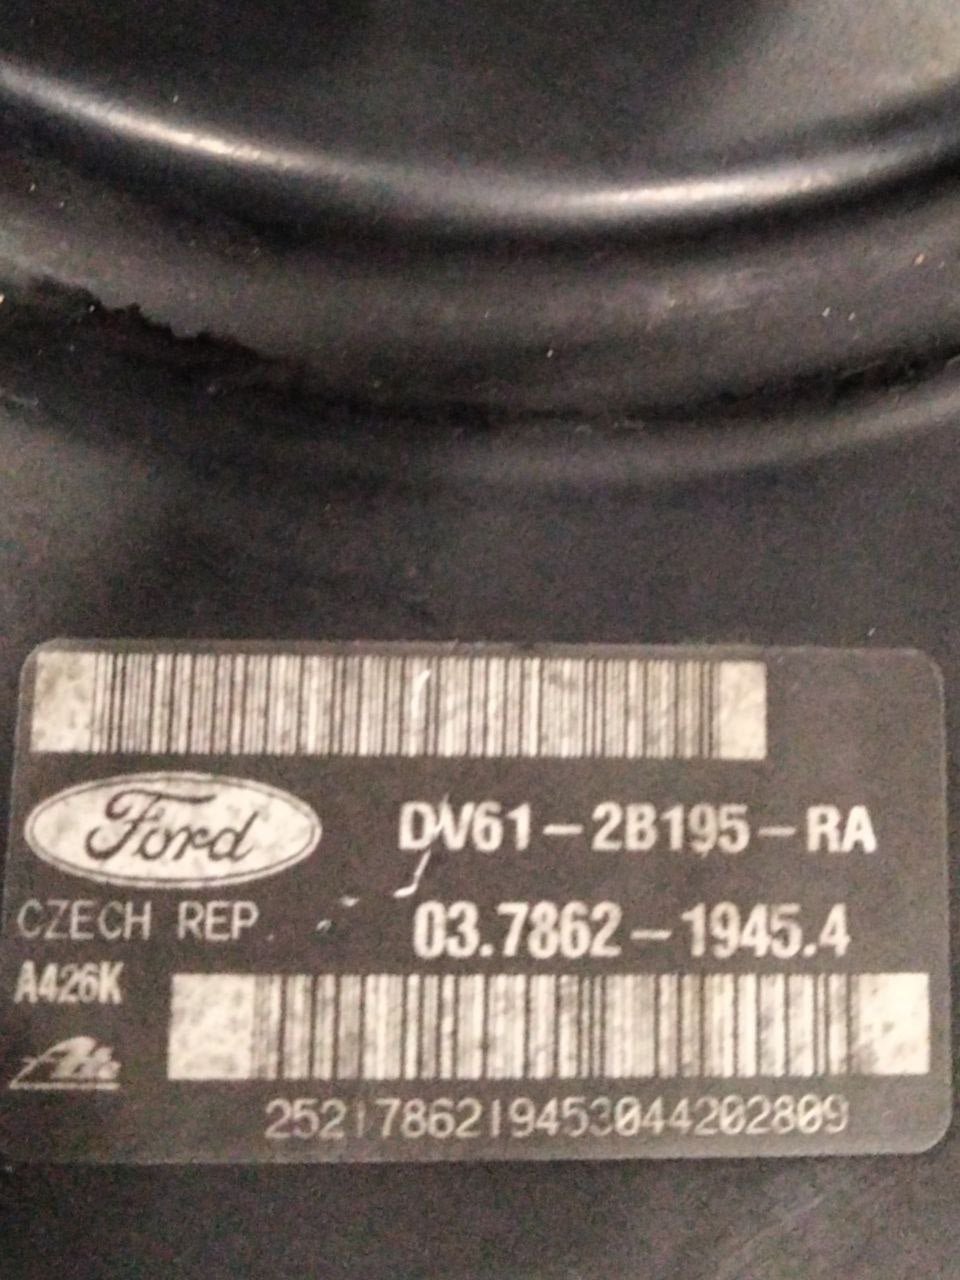 Ford
DV61-2B195-RA
CZECH REP.
03.7862-1945.4
A426K
Ate
2521786219453044202809